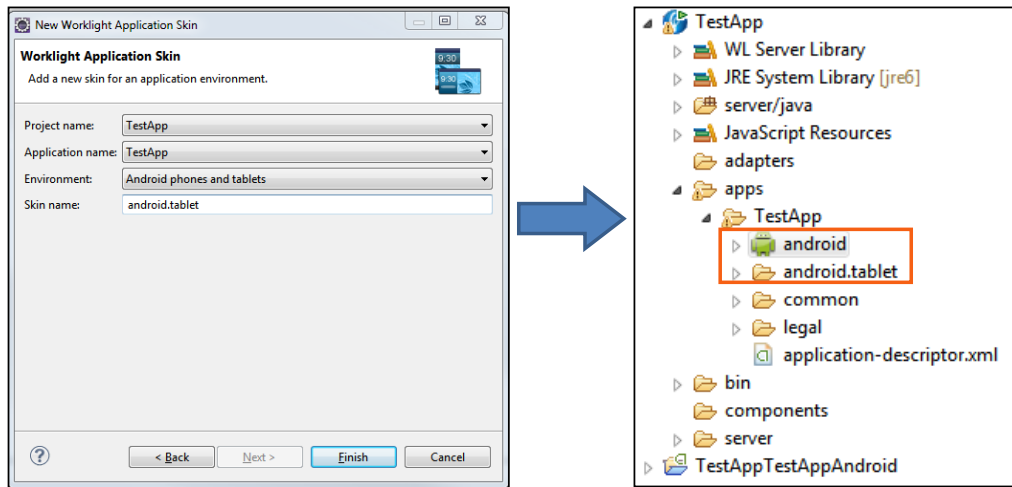 New Worklight Application Skin
Worklight Application Skin
Add a new skin for an application environment.
9:30
9:30
Project name: TestApp
Application name: TestApp
Environment: Android phones and tablets
Skin name: android.tablet
? < Back Next > Finish Cancel
TestApp
WL Server Library
JRE System Library [jre6]
server/java
JavaScript Resources
adapters
apps
TestApp
android
android.tablet
common
legal
application-descriptor.xml
bin
components
server
TestAppTestAppAndroid